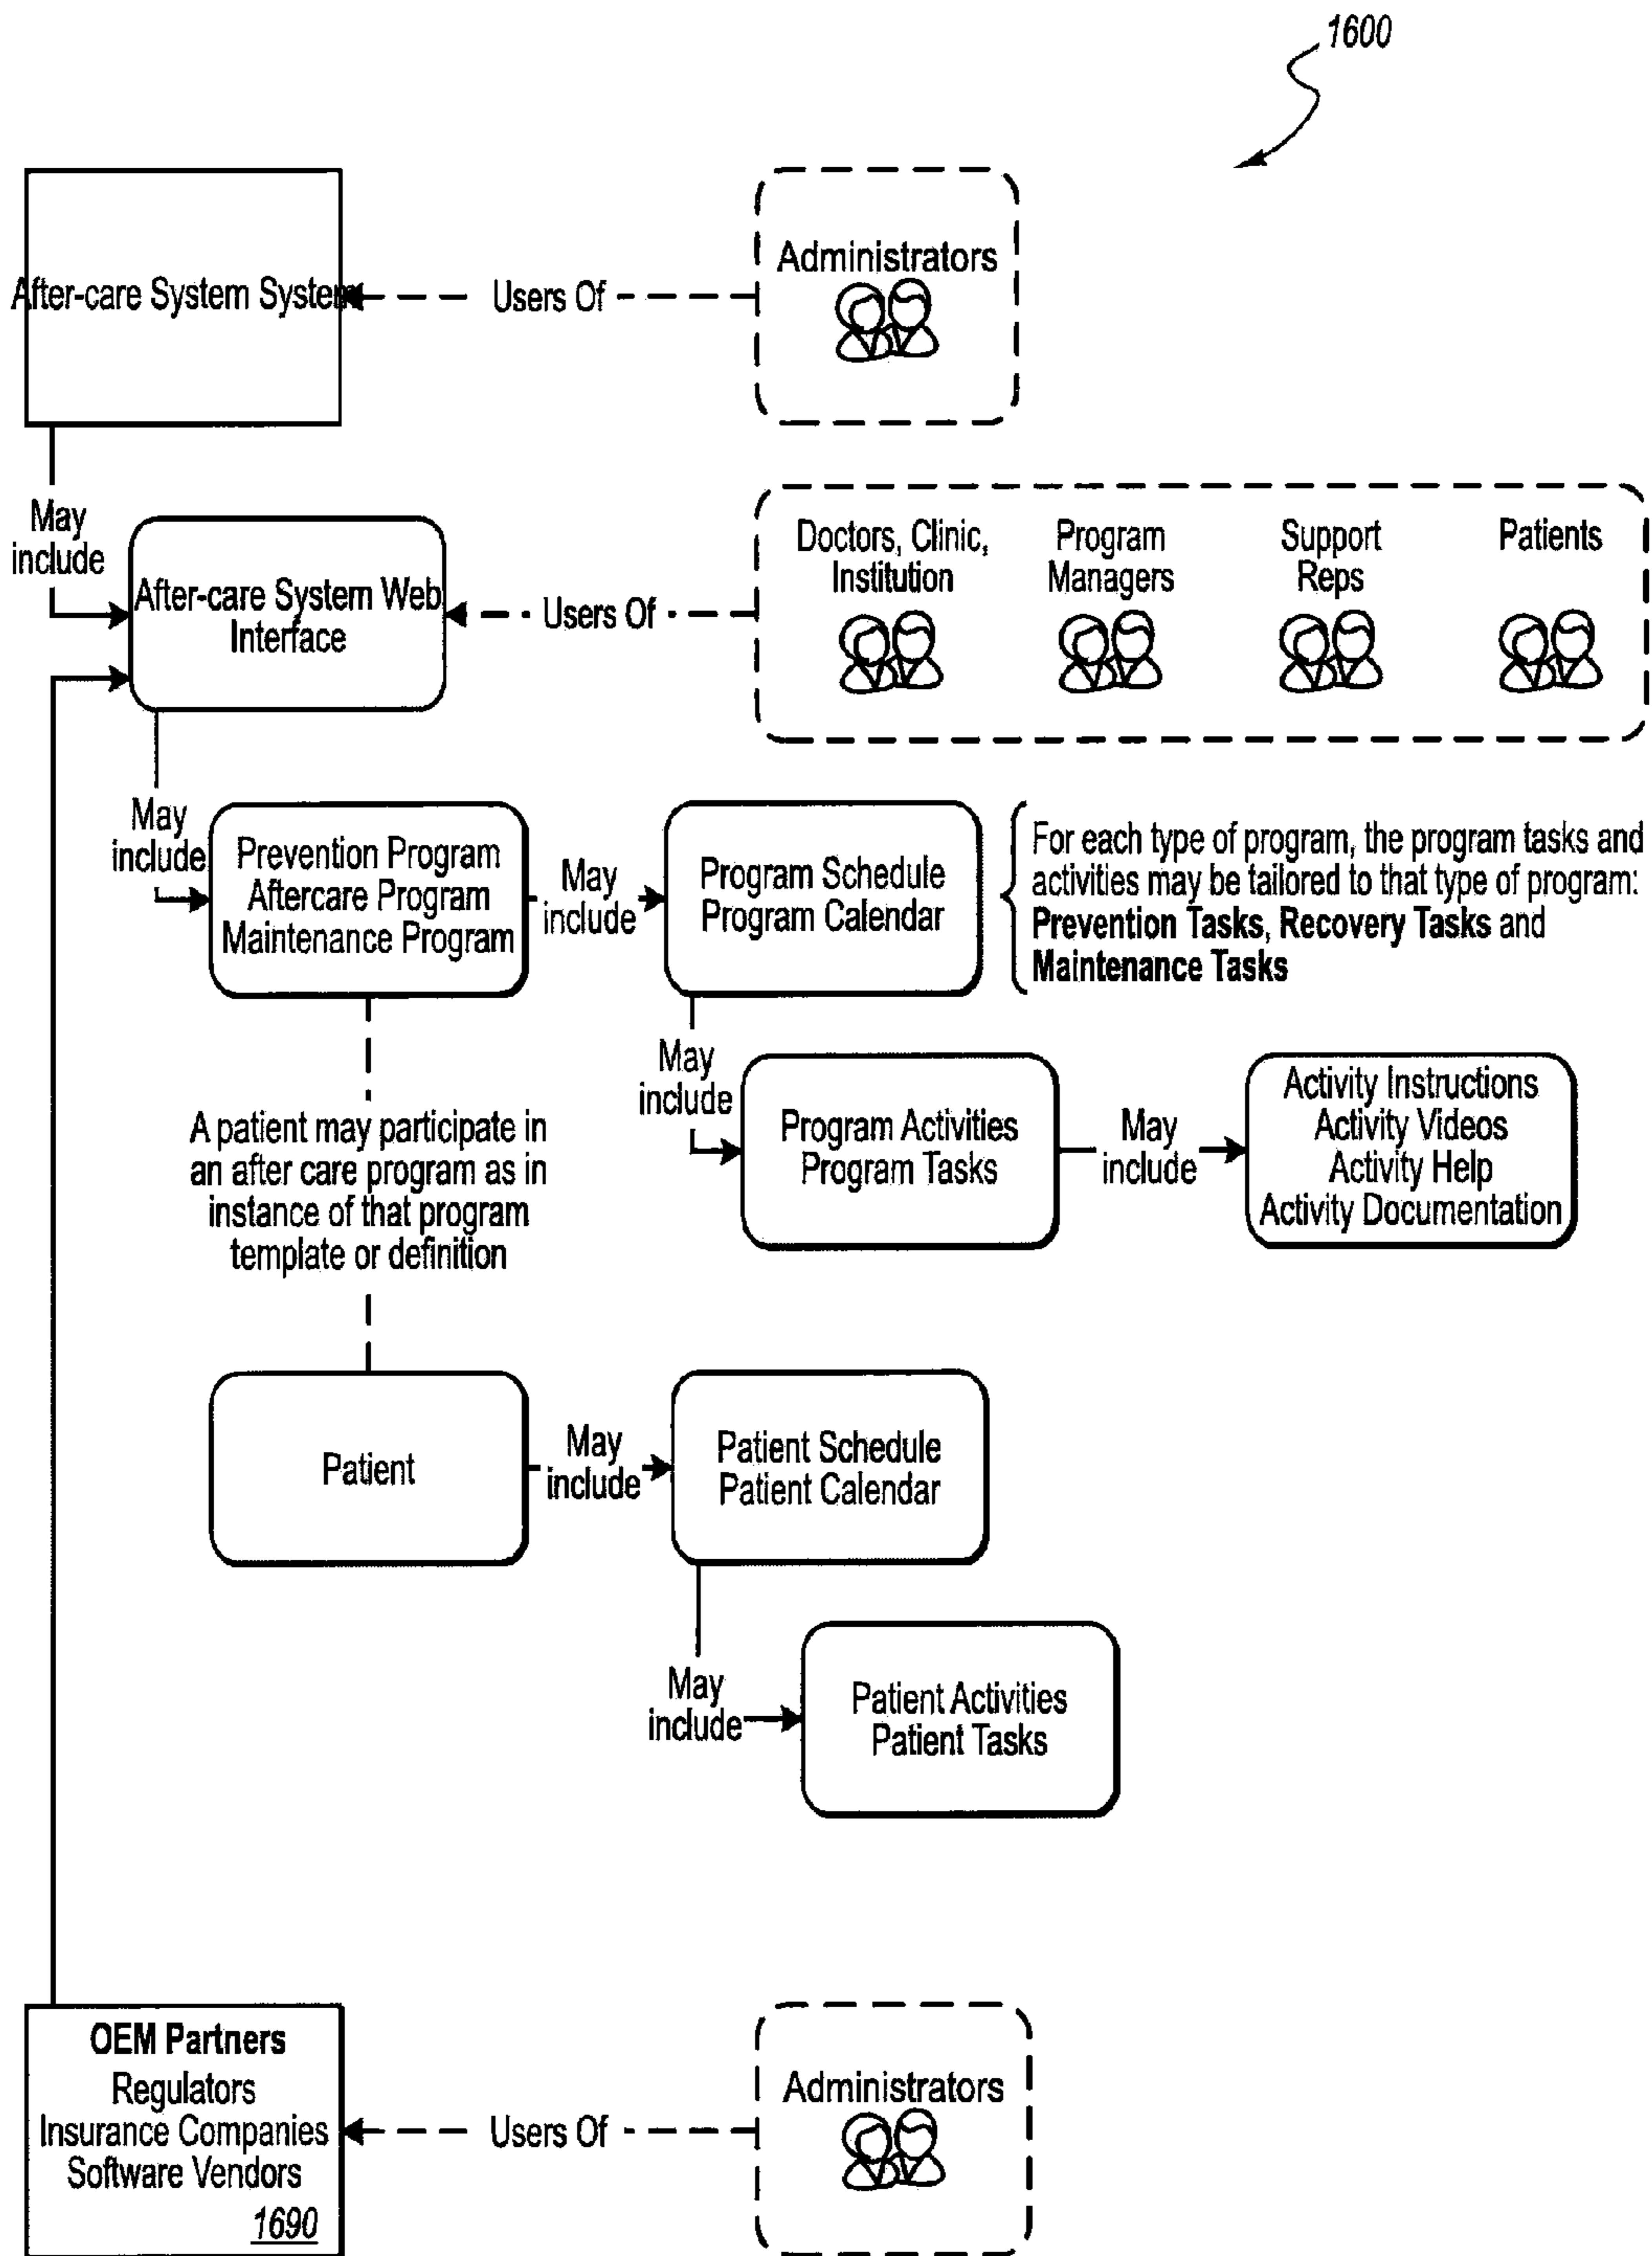 1600
Administrators
After-care System System
Users Of
May
include
Doctors, Clinic,
Institution
Program
Managers
Support
Reps
Patients
After-care System Web
Interface
Users Of
May
include
Prevention Program
Aftercare Program
Maintenance Program
May
include
Program Schedule
Program Calendar
For each type of program, the program tasks and
activities may be tailored to that type of program:
Prevention Tasks, Recovery Tasks and
Maintenance Tasks
May
include
Program Activities
Program Tasks
May
include
Activity Instructions
Activity Videos
Activity Help
Activity Documentation
A patient may participate in
an after care program as in
instance of that program
template or definition
Patient
May
include
Patient Schedule
Patient Calendar
May
include
Patient Activities
Patient Tasks
OEM Partners
Regulators
Insurance Companies
Software Vendors
1690
Users Of
Administrators